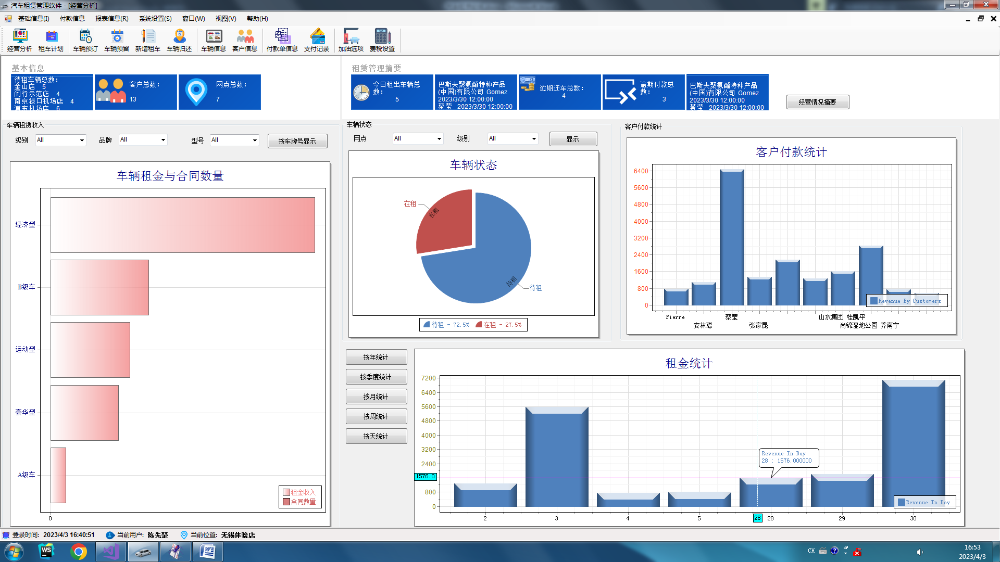 汽车租赁管理软件 - [经营分析]
基础信息(I) 付款信息 报表信息(R) 系统设置(S) 窗口(W) 视图(V) 帮助(H)
经营分析 租车计划 车辆预订 车辆预留 新增租车 车辆归还 车辆信息 客户信息 付款单信息 支付记录 加油选项 费税设置
基本信息
待租车辆总数:
金山店 5
闵行示范店 4
南京禄口机场店 4
浦东机场店 6
客户总数:
13
网点总数:
7
租赁管理摘要
今日租出车辆总数:
5
巴斯夫聚氨酯特种产品
(中国)有限公司 Gomez
2023/3/30 12:00:00
蔡莹 2023/3/30 12:00:00
逾期还车总数:
4
逾期付款总数:
3
巴斯夫聚氨酯特种产品
(中国)有限公司 Gomez
2023/3/30 12:00:00
蔡莹 2023/3/30 12:00:00
经营情况摘要
车辆租赁收入
级别 All 品牌 All 型号 All 按车牌号显示
车辆租金与合同数量
经济型
B级车
运动型
豪华型
A级车
0
租金收入
合同数量
车辆状态
网点 All 级别 All 显示
车辆状态
在租
在租
待租
待租
待租 - 72.5% 在租 - 27.5%
客户付款统计
客户付款统计
6400
5600
4800
4000
3200
2400
1600
800
0
Revenue By Customers
Pierre 蔡莹 山水集团 桂凯平
安林聪 张家昆 尚锦湿地公园 乔南宁
按年统计
按季度统计
按月统计
按周统计
按天统计
租金统计
7200
6400
5600
4800
4000
3200
2400
1576.0
800
0
Revenue In Day
28 : 1576.000000
Revenue In Day
2 3 4 5 28 28 29 30
登录时间: 2023/4/3 16:40:51 当前用户: 陈先楚 当前位置: 无锡体验店
WS
CH
16:53
2023/4/3